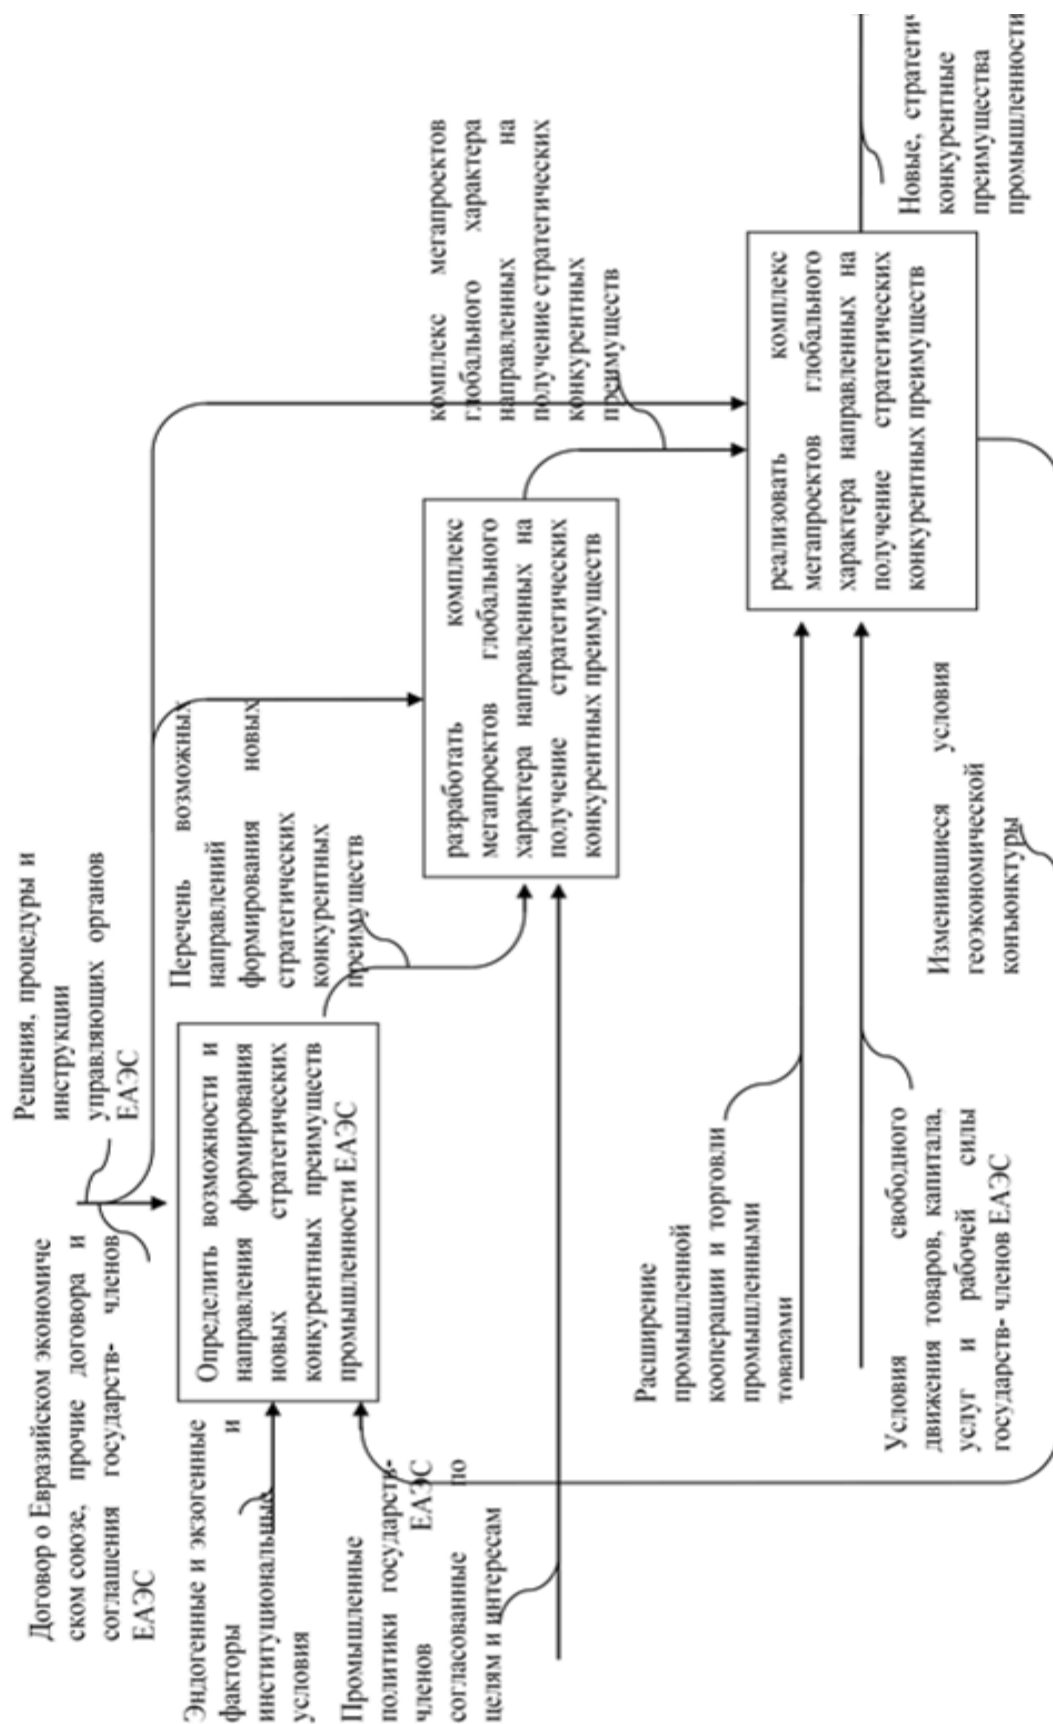 Договор о Евразийском экономиче
ском союзе, прочие договора и
соглашения государств- членов
ЕАЭС
Решения, процедуры и
инструкции
управляющих органов
ЕАЭС
Эндогенные и экзогенные
факторы и
институциональных
условия
Промышленные
политики государств-
членов ЕАЭС
согласованные по
целям и интересам
Определить возможности и
направления формирования
новых стратегических
конкурентных преимуществ
промышленности ЕАЭС
Перечень возможных
направлений
формирования новых
стратегических
конкурентных
преимуществ
разработать комплекс
мегапроектов глобального
характера направленных на
получение стратегических
конкурентных преимуществ
комплекс мегапроектов
глобального характера
направленных на
получение стратегических
конкурентных
преимуществ
Расширение
промышленной
кооперации и торговли
промышленными
товарами
Условия свободного
движения товаров, капитала,
услуг и рабочей силы
государств- членов ЕАЭС
реализовать комплекс
мегапроектов глобального
характера направленных на
получение стратегических
конкурентных преимуществ
Изменившиеся условия
геоэкономической
конъюнктуры
Новые, стратеги
конкурентные
преимущества
промышленности